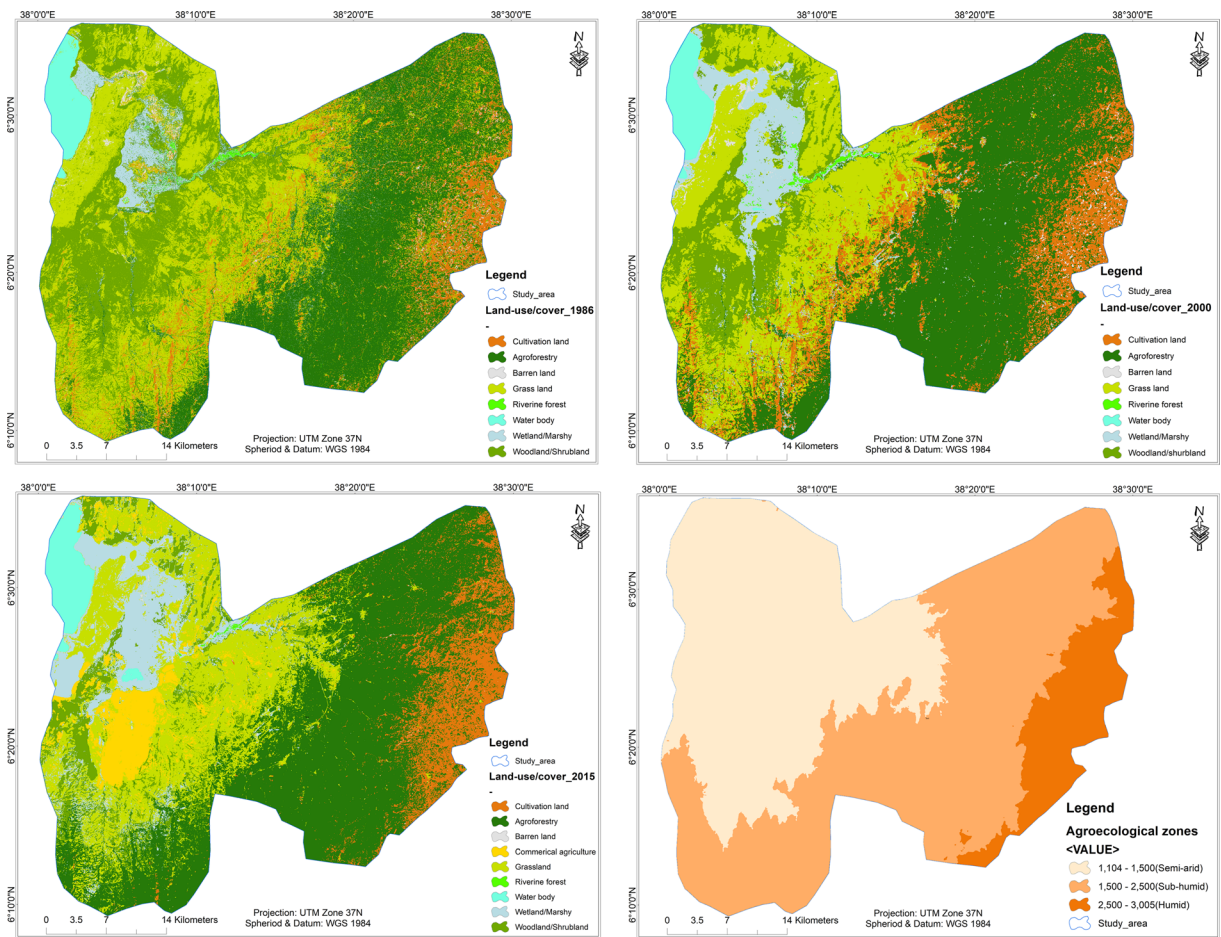 38°0'0"E 38°10'0"E 38°20'0"E 38°30'0"E
6°30'0"N
6°20'0"N
6°10'0"N
N
Legend
Study_area
Land-use/cover_1986
-
Cultivation land
Agroforestry
Barren land
Grass land
Riverine forest
Water body
Wetland/Marshy
Woodland/Shrubland
0 3.5 7 14 Kilometers
Projection: UTM Zone 37N
Spheriod & Datum: WGS 1984
38°0'0"E 38°10'0"E 38°20'0"E 38°30'0"E
6°30'0"N
6°20'0"N
6°10'0"N
N
Legend
Study_area
Land-use/cover_2000
-
Cultivation land
Agroforestry
Barren land
Grass land
Riverine forest
Water body
Wetland/Marshy
Woodland/shurbland
0 3.5 7 14 Kilometers
Projection: UTM Zone 37N
Spheriod & Datum: WGS 1984
38°0'0"E 38°10'0"E 38°20'0"E 38°30'0"E
6°30'0"N
6°20'0"N
6°10'0"N
N
Legend
Study_area
Land-use/cover_2015
-
Cultivation land
Agroforestry
Barren land
Commerical agriculture
Grassland
Riverine forest
Water body
Wetland/Marshy
Woodland/Shrubland
0 3.5 7 14 Kilometers
Projection: UTM Zone 37N
Spheriod & Datum: WGS 1984
38°0'0"E 38°10'0"E 38°20'0"E 38°30'0"E
6°30'0"N
6°20'0"N
6°10'0"N
N
Legend
Agroecological zones
<VALUE>
1,104 - 1,500(Semi-arid)
1,500 - 2,500(Sub-humid)
2,500 - 3,005(Humid)
Study_area
0 3.5 7 14 Kilometers
Projection: UTM Zone 37N
Spheriod & Datum: WGS 1984